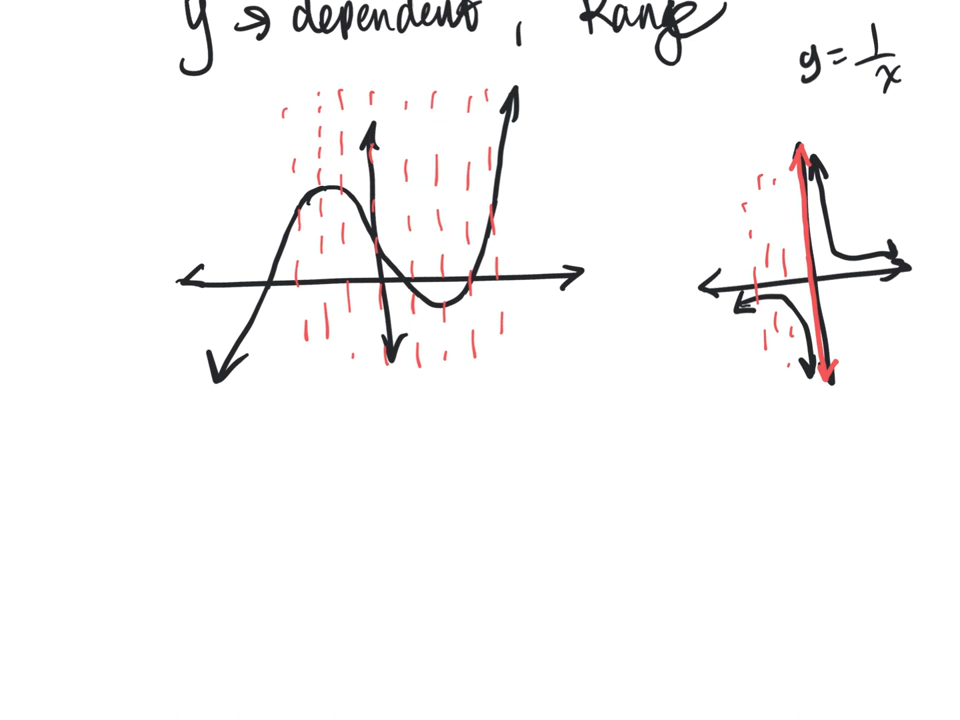 y → dependent, Range
y = 1/x